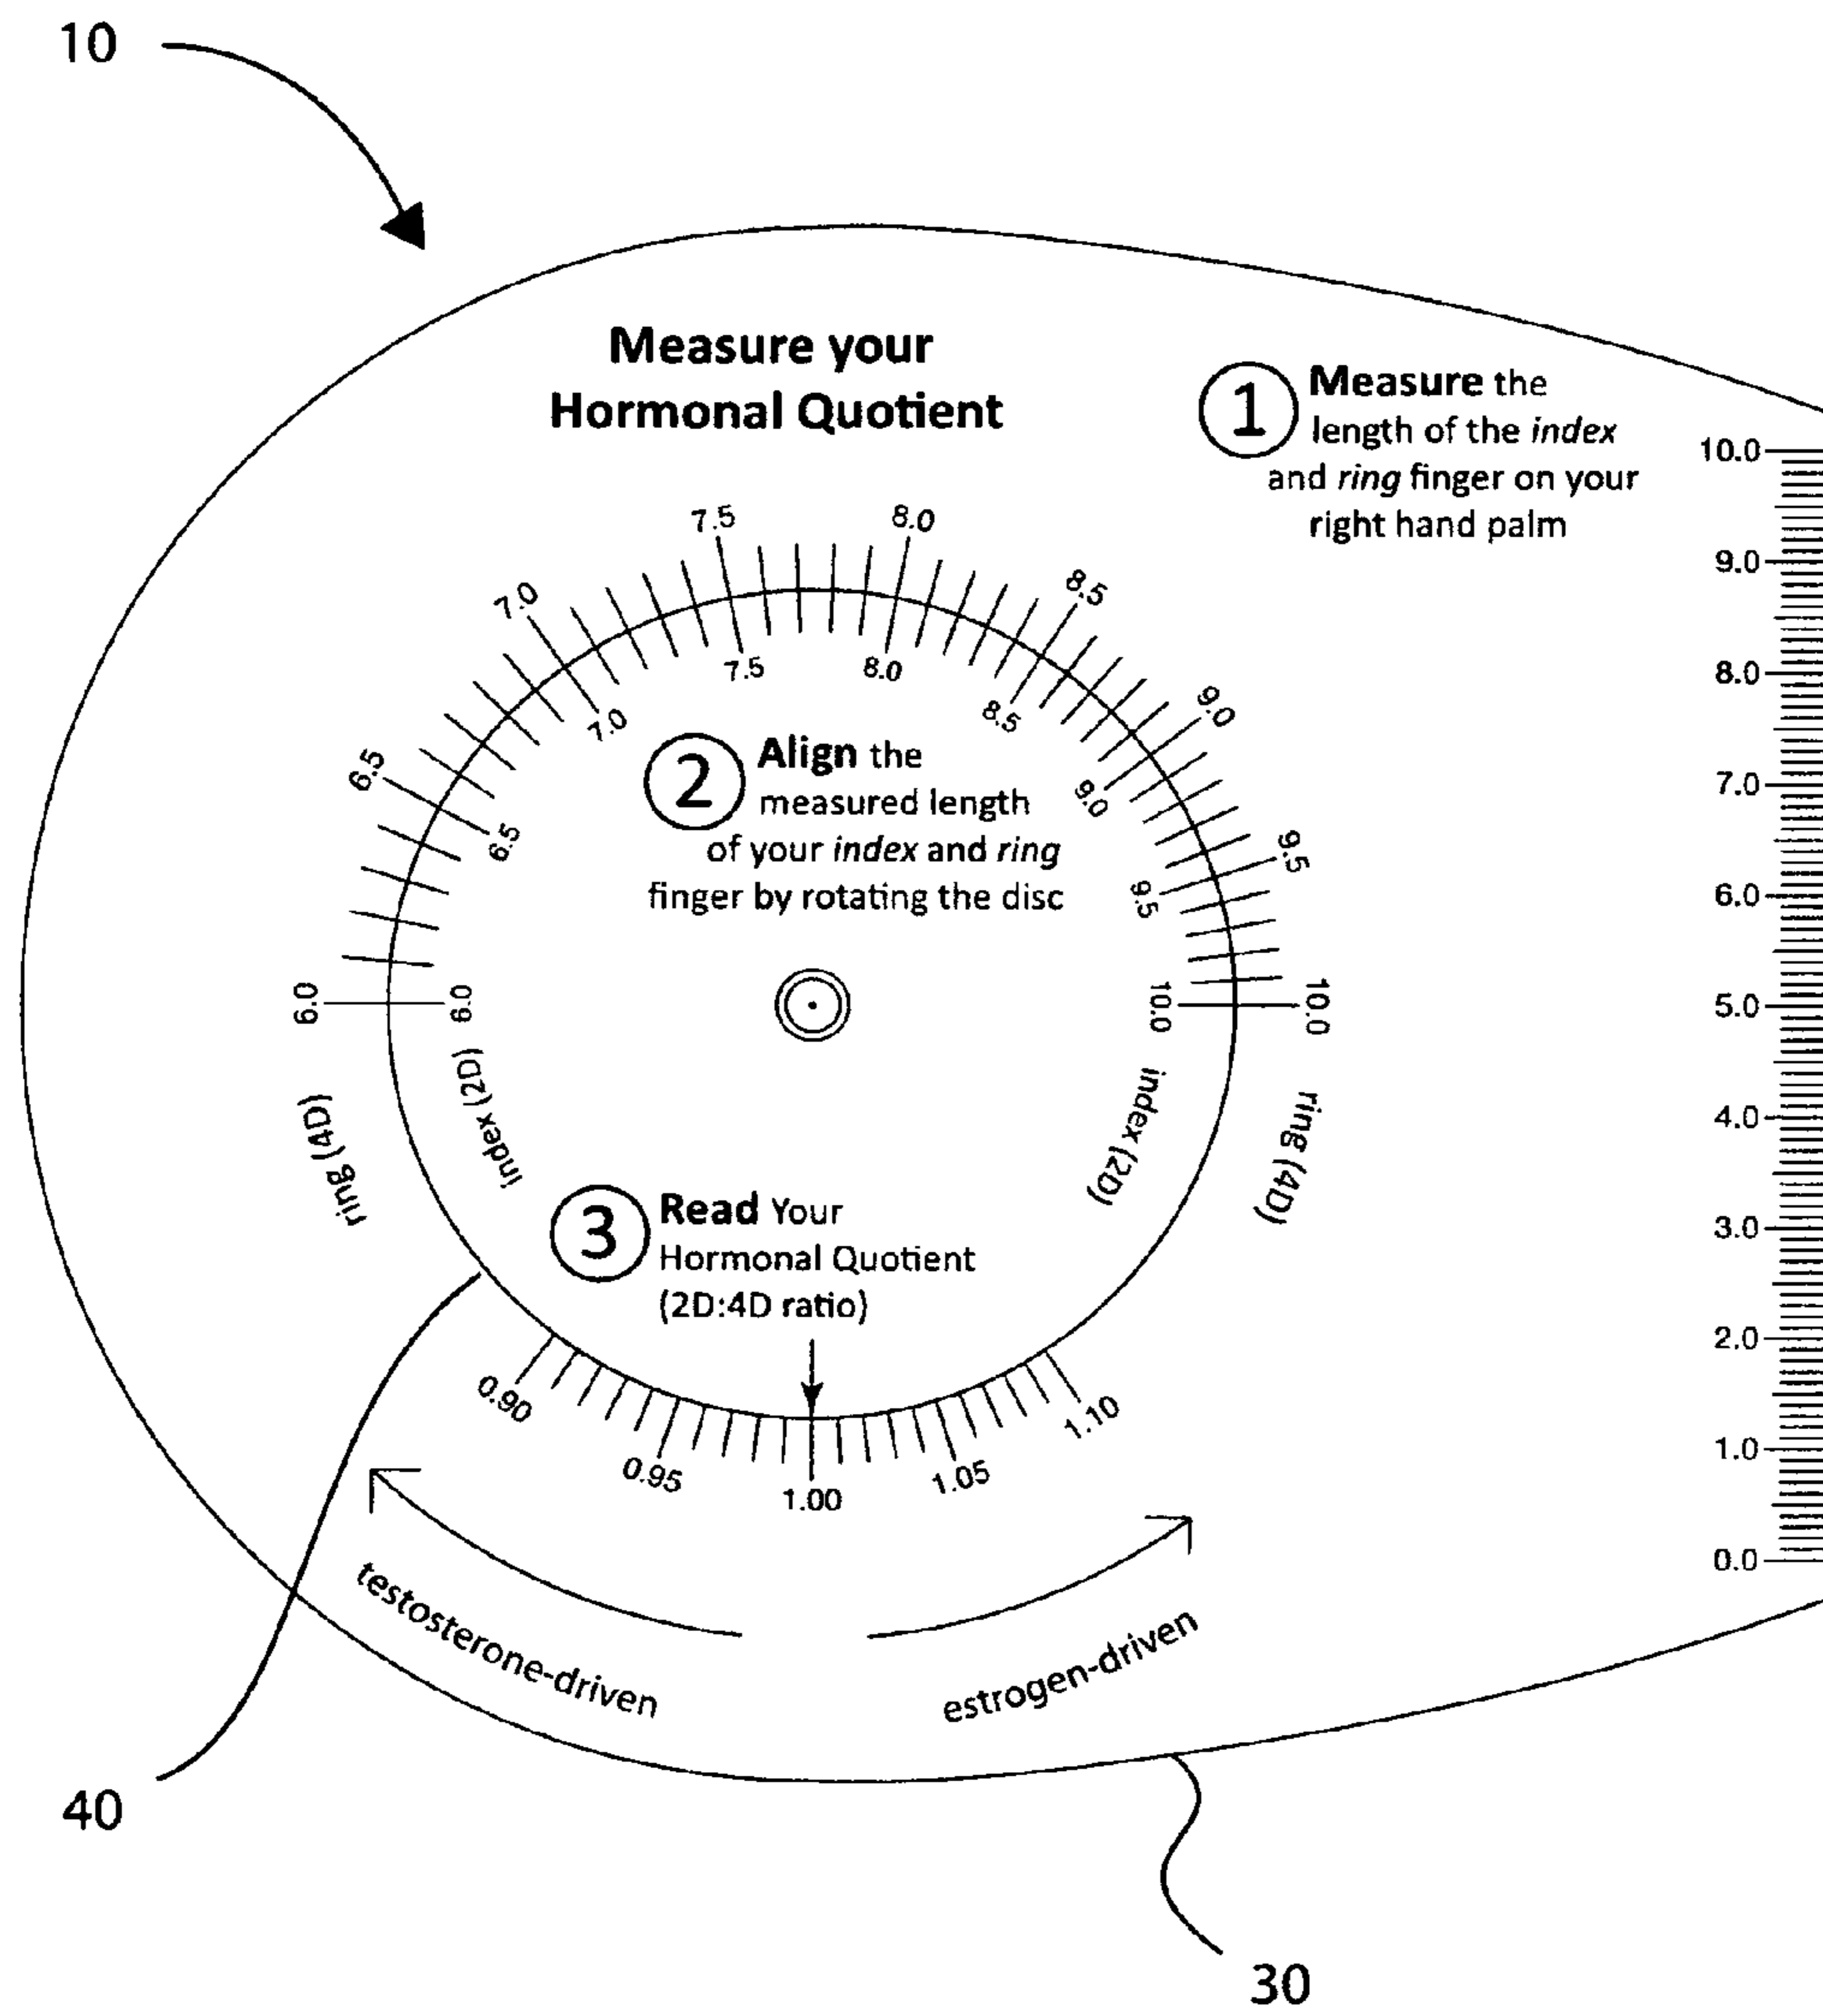 10
Measure your
Hormonal Quotient
1 Measure the
length of the index
and ring finger on your
right hand palm
7.5
8.0
7.0
8.5
6.5
9.0
9.5
6.0
10.0
7.5
8.0
7.0
8.5
6.5
9.0
9.5
6.0
10.0
2 Align the
measured length
of your index and ring
finger by rotating the disc
ring (4D)
index (2D)
index (2D)
ring (4D)
3 Read Your
Hormonal Quotient
(2D:4D ratio)
0.90
0.95
1.00
1.05
1.10
testosterone-driven
estrogen-driven
10.0
9.0
8.0
7.0
6.0
5.0
4.0
3.0
2.0
1.0
0.0
40
30